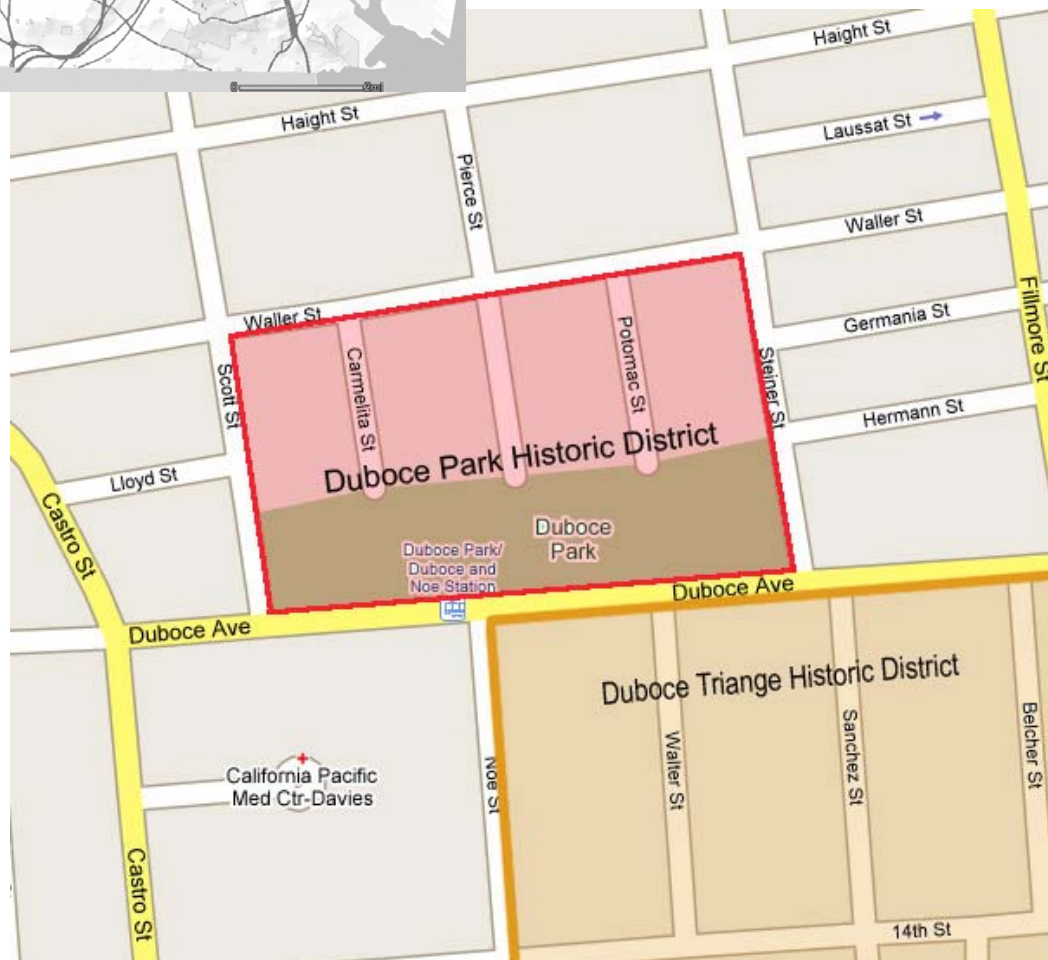 0 2mi
Haight St
Haight St
Laussat St
Pierce St
Waller St
Waller St
Germania St
Fillmore St
Scott St
Carmelita St
Potomac St
Steiner St
Hermann St
Duboce Park Historic District
Lloyd St
Castro St
Duboce
Park
Duboce Park/
Duboce and
Noe Station
Duboce Ave
Duboce Ave
Duboce Triange Historic District
Noe St
Walter St
Sanchez St
Belcher St
California Pacific
Med Ctr-Davies
Castro St
14th St